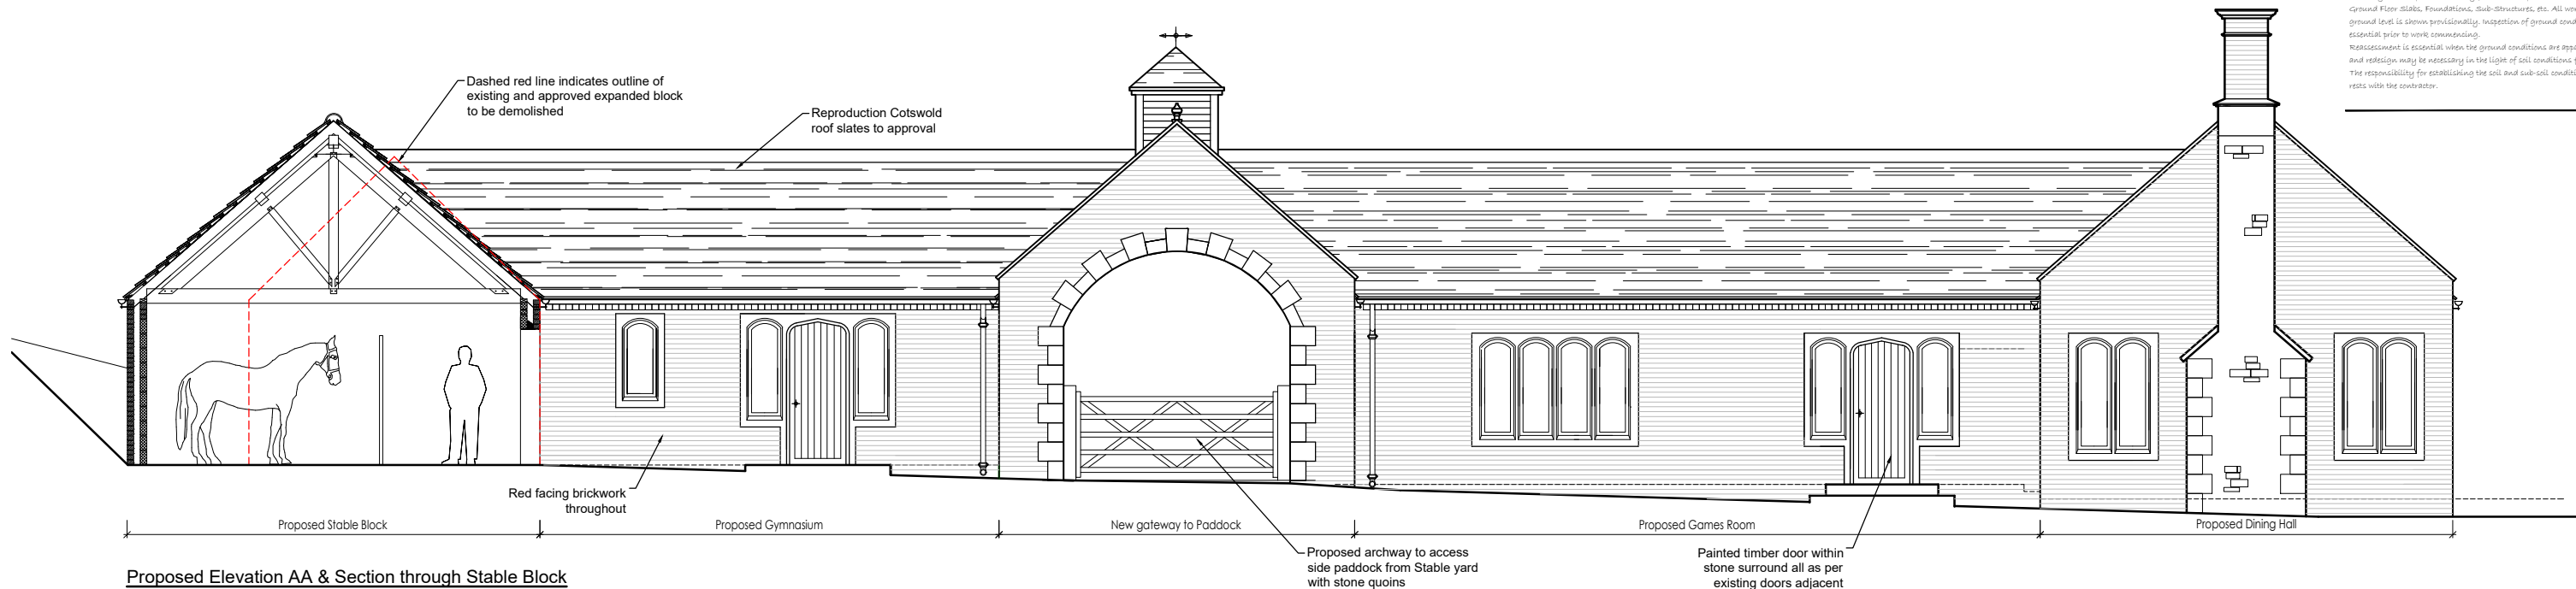 Ground Floor Slabs, Foundations, Sub-Structures, etc. All
ground level is shown provisionally. Inspection of ground
essential prior to work commencing.
Reassessment is essential when the ground conditions are
and redesign may be necessary in the light of soil conditions
The responsibility for establishing the soil and sub-soil
rests with the contractor.
Dashed red line indicates outline of
existing and approved expanded block
to be demolished
Reproduction Cotswold
roof slates to approval
Red facing brickwork
throughout
Proposed Stable Block
Proposed Gymnasium
New gateway to Paddock
Proposed Games Room
Proposed Dining Hall
Proposed archway to access
side paddock from Stable yard
with stone quoins
Painted timber door within
stone surround all as per
existing doors adjacent
Proposed Elevation AA & Section through Stable Block